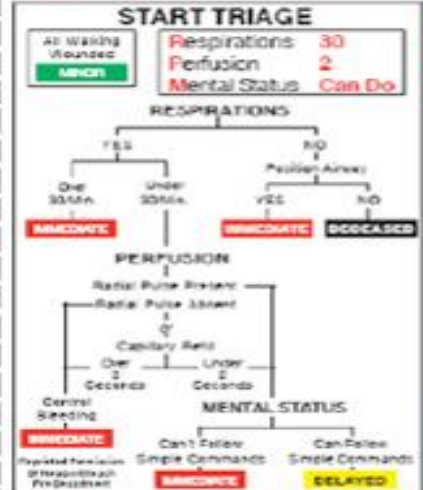 START TRIAGE
All Walking
Wounded
MINOR
Respirations 30
Perfusion 2
Mental Status Can Do
RESPIRATIONS
YES NO
Position Airway
Over
30/Min.
Under
30/Min.
YES NO
IMMEDIATE IMMEDIATE DECEASED
PERFUSION
Radial Pulse Present
Radial Pulse Absent
Capillary Refill
Over
2
Seconds
Under
2
Seconds
Control
Bleeding
IMMEDIATE
MENTAL STATUS
Can't Follow
Simple Commands
IMMEDIATE
Can Follow
Simple Commands
DELAYED